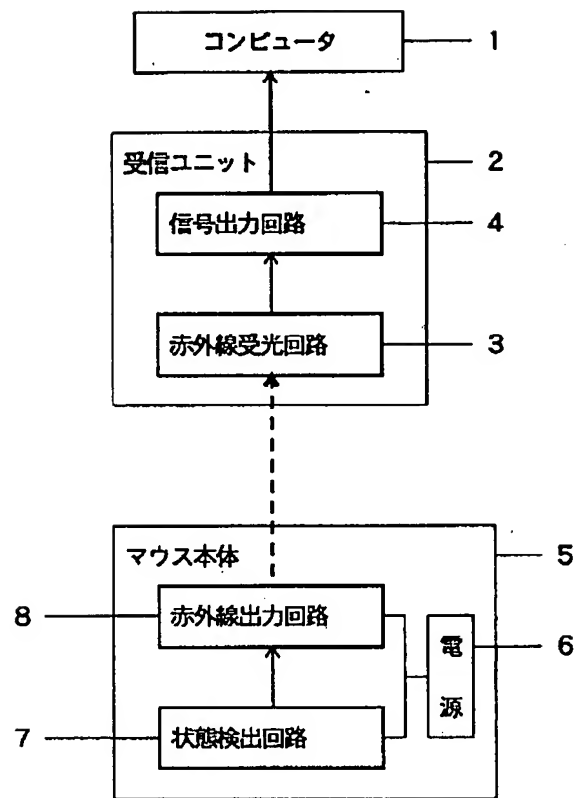 コンピュータ 1
受信ユニット 2
信号出力回路 4
赤外線受光回路 3
マウス本体 5
8 赤外線出力回路
電源 6
7 状態検出回路